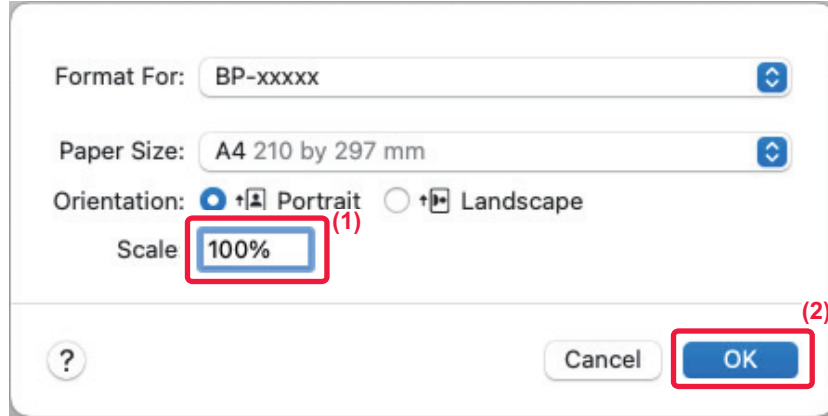 Format For: BP-xxxxx
Paper Size: A4 210 by 297 mm
Orientation: Portrait Landscape
(1)
Scale 100%
(2)
? Cancel OK